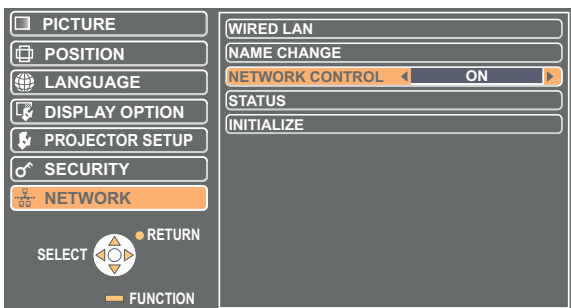 PICTURE
POSITION
LANGUAGE
DISPLAY OPTION
PROJECTOR SETUP
SECURITY
NETWORK
RETURN
SELECT
FUNCTION
WIRED LAN
NAME CHANGE
NETWORK CONTROL ON
STATUS
INITIALIZE